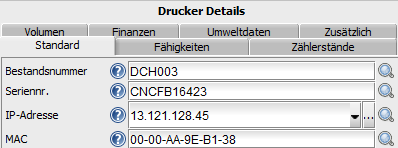 Drucker Details
Volumen Finanzen Umweltdaten Zusätzlich
Standard Fähigkeiten Zählerstände
Bestandsnummer ? DCH003
Seriennr. ? CNCFB16423
IP-Adresse ? 13.121.128.45 ...
MAC ? 00-00-AA-9E-B1-38